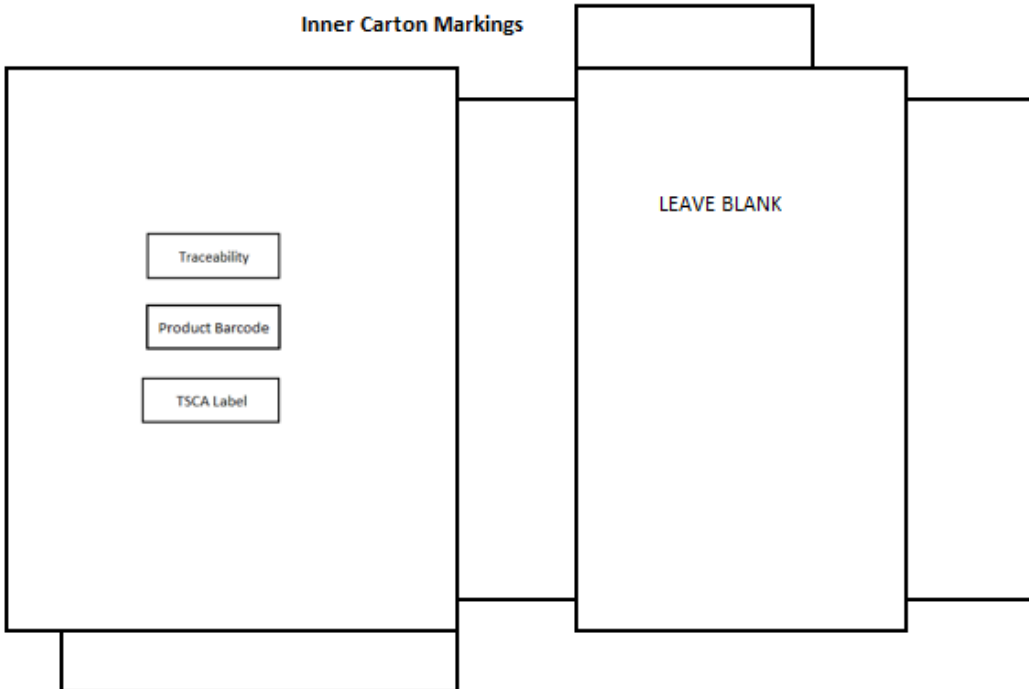 Inner Carton Markings
LEAVE BLANK
Traceability
Product Barcode
TSCA Label